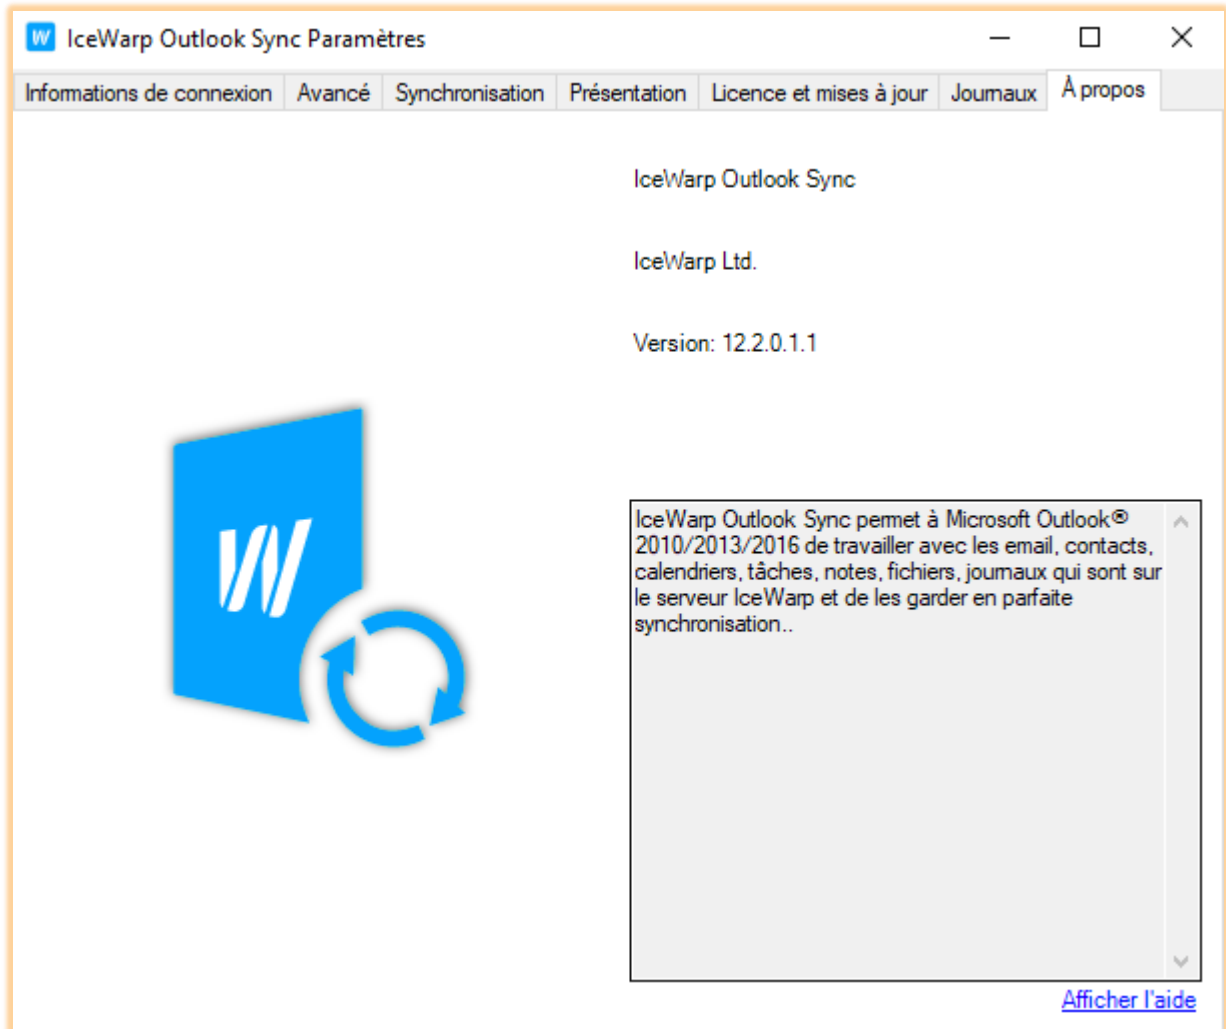 IceWarp Outlook Sync Paramètres
Informations de connexion Avancé Synchronisation Présentation Licence et mises à jour Journaux À propos
IceWarp Outlook Sync
IceWarp Ltd.
Version: 12.2.0.1.1
IceWarp Outlook Sync permet à Microsoft Outlook®
2010/2013/2016 de travailler avec les email, contacts,
calendriers, tâches, notes, fichiers, journaux qui sont sur
le serveur IceWarp et de les garder en parfaite
synchronisation..
Afficher l'aide